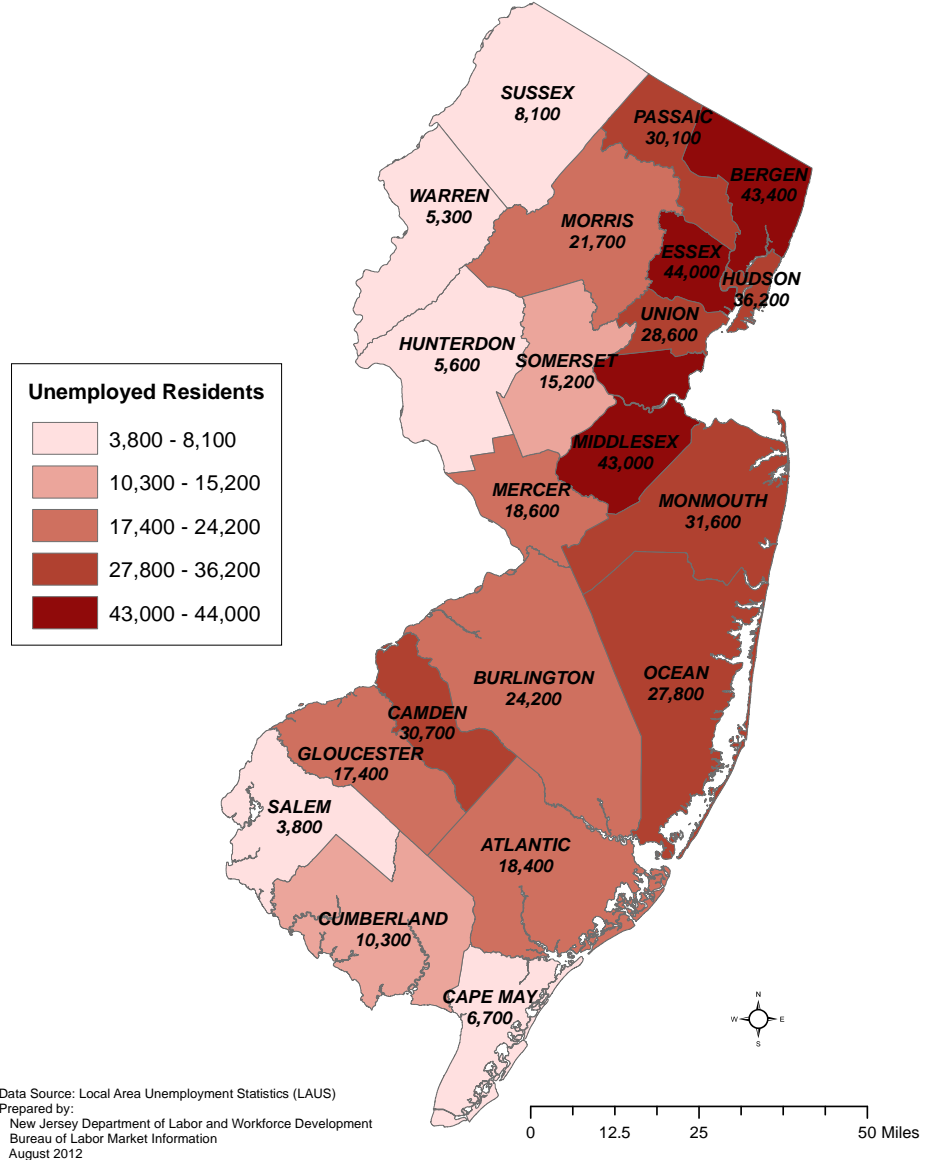 SUSSEX
8,100
PASSAIC
30,100
BERGEN
43,400
WARREN
5,300
MORRIS
21,700
ESSEX
44,000
HUDSON
36,200
UNION
28,600
HUNTERDON
5,600
SOMERSET
15,200
MIDDLESEX
43,000
MERCER
18,600
MONMOUTH
31,600
Unemployed Residents
3,800 - 8,100
10,300 - 15,200
17,400 - 24,200
27,800 - 36,200
43,000 - 44,000
OCEAN
27,800
BURLINGTON
24,200
CAMDEN
30,700
GLOUCESTER
17,400
SALEM
3,800
ATLANTIC
18,400
CUMBERLAND
10,300
CAPE MAY
6,700
N
W
E
S
Data Source: Local Area Unemployment Statistics (LAUS)
Prepared by:
New Jersey Department of Labor and Workforce Development
Bureau of Labor Market Information
August 2012
0 12.5 25 50 Miles